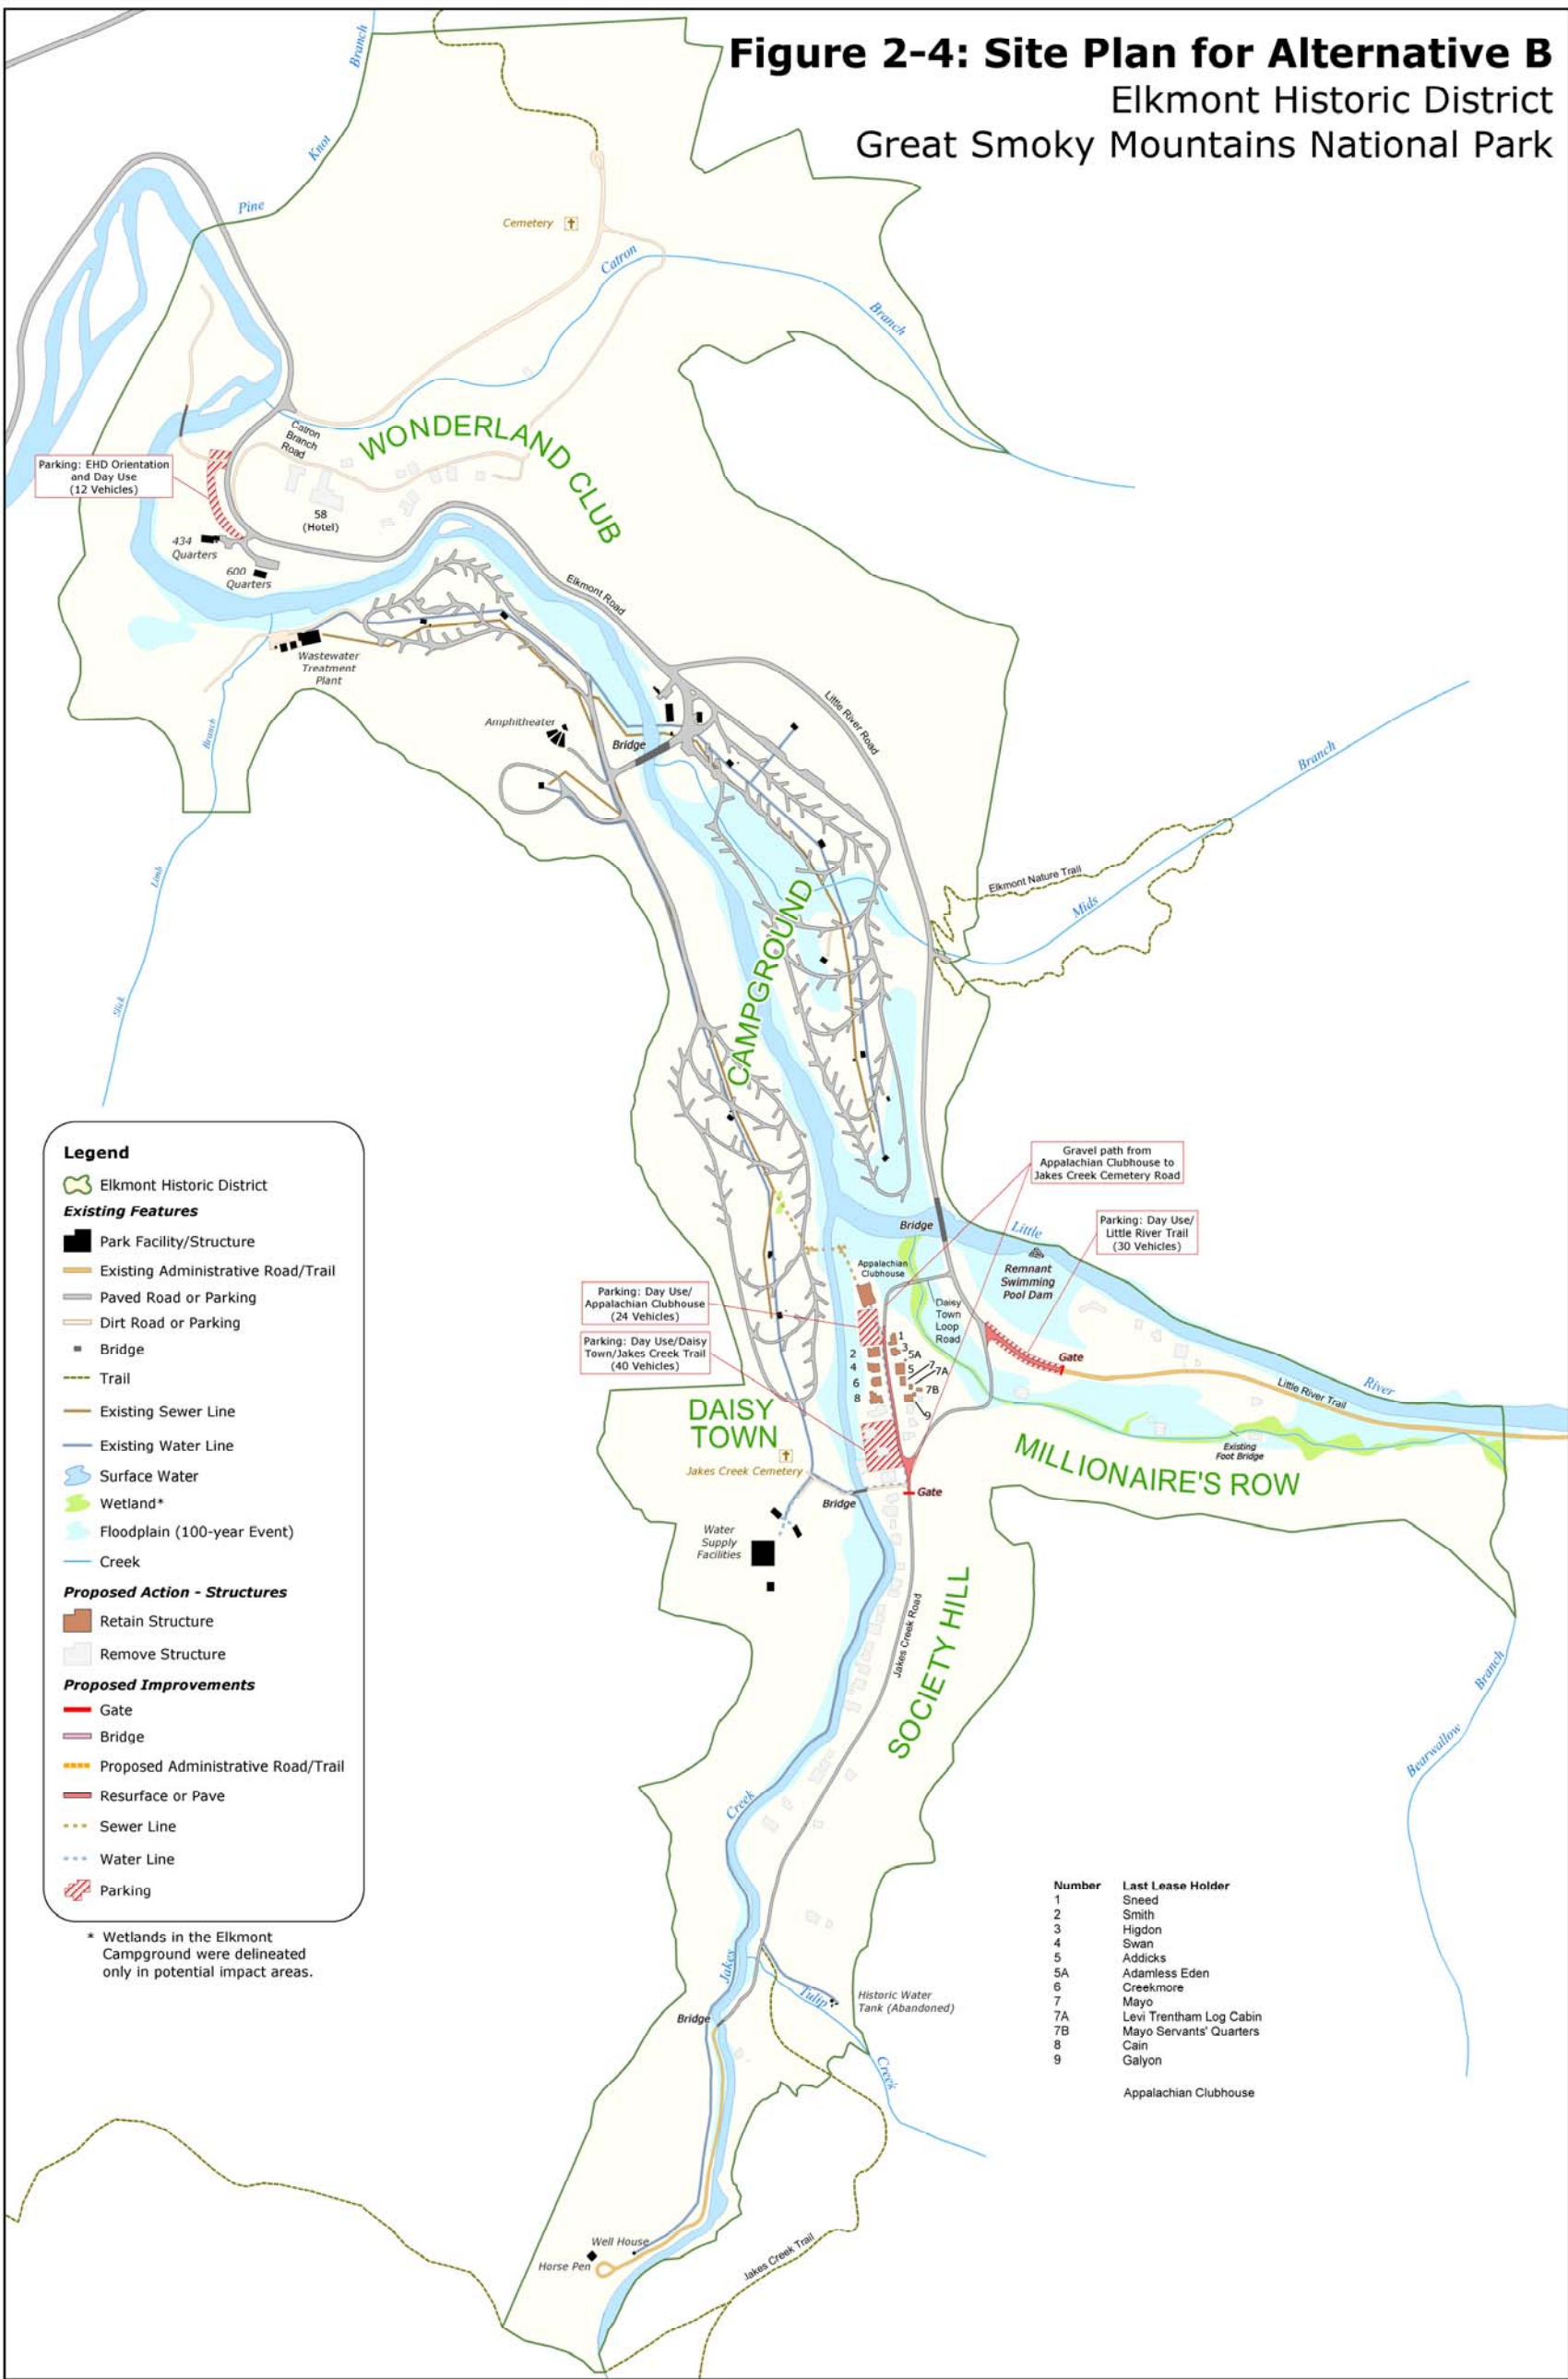 Figure 2-4: Site Plan for Alternative B
Elkmont Historic District
Great Smoky Mountains National Park
Branch
Knot
Pine
Cemetery
Catron
Branch
WONDERLAND CLUB
Catron
Branch
Road
Parking: EHD Orientation
and Day Use
(12 Vehicles)
58
(Hotel)
434
Quarters
600
Quarters
Elkmont Road
Wastewater
Treatment
Plant
Amphitheater
Bridge
Little River Road
Branch
Limb
Slick
Branch
Mids
Elkmont Nature Trail
CAMPGROUND
Gravel path from
Appalachian Clubhouse to
Jakes Creek Cemetery Road
Parking: Day Use/
Little River Trail
(30 Vehicles)
Bridge
Little
Remnant
Swimming
Pool Dam
Appalachian
Clubhouse
Daisy
Town
Loop
Road
Parking: Day Use/
Appalachian Clubhouse
(24 Vehicles)
Parking: Day Use/Daisy
Town/Jakes Creek Trail
(40 Vehicles)
1
3
5A
2
4
5
7
7A
6
7B
8
9
Gate
Little River Trail
River
DAISY
TOWN
Jakes Creek Cemetery
MILLIONAIRE'S ROW
Existing
Foot Bridge
Bridge
Gate
Water
Supply
Facilities
Jakes Creek Road
SOCIETY HILL
Branch
Bearwallow
Creek
Jakes
Tulip
Creek
Historic Water
Tank (Abandoned)
Bridge
Well House
Horse Pen
Jakes Creek Trail
Legend
Elkmont Historic District
Existing Features
Park Facility/Structure
Existing Administrative Road/Trail
Paved Road or Parking
Dirt Road or Parking
Bridge
Trail
Existing Sewer Line
Existing Water Line
Surface Water
Wetland*
Floodplain (100-year Event)
Creek
Proposed Action - Structures
Retain Structure
Remove Structure
Proposed Improvements
Gate
Bridge
Proposed Administrative Road/Trail
Resurface or Pave
Sewer Line
Water Line
Parking
* Wetlands in the Elkmont
Campground were delineated
only in potential impact areas.
Number Last Lease Holder
1 Sneed
2 Smith
3 Higdon
4 Swan
5 Addicks
5A Adamless Eden
6 Creekmore
7 Mayo
7A Levi Trentham Log Cabin
7B Mayo Servants' Quarters
8 Cain
9 Galyon
Appalachian Clubhouse